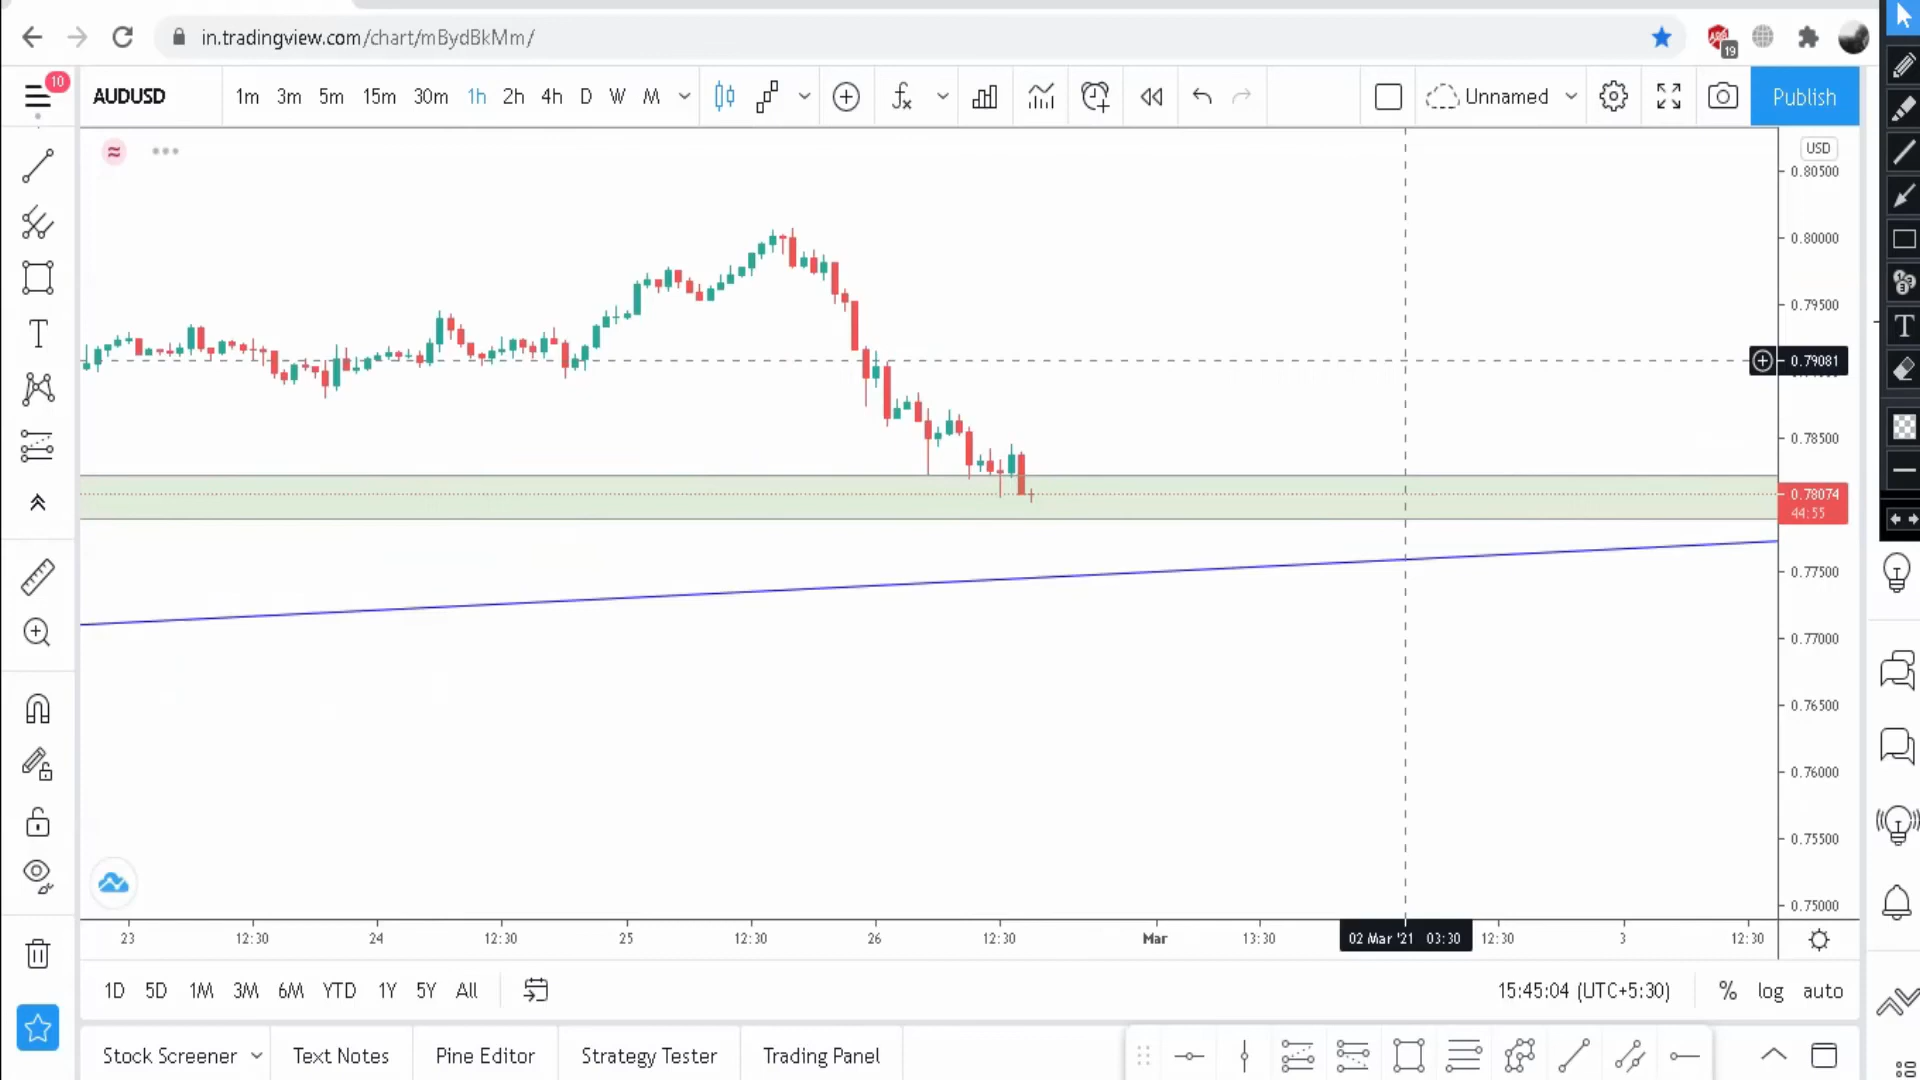 in.tradingview.com/chart/mBydBkMm/
19
10
AUDUSD
1m 3m 5m 15m 30m 1h 2h 4h D W M
Unnamed
Publish
USD
0.80500
0.80000
0.79500
0.79081
0.78500
0.78074
44:55
0.77500
0.77000
0.76500
0.76000
0.75500
0.75000
23 12:30 24 12:30 25 12:30 26 12:30 Mar 13:30 02 Mar '21 03:30 12:30 3 12:30
1D 5D 1M 3M 6M YTD 1Y 5Y All
15:45:04 (UTC+5:30) % log auto
Stock Screener Text Notes Pine Editor Strategy Tester Trading Panel